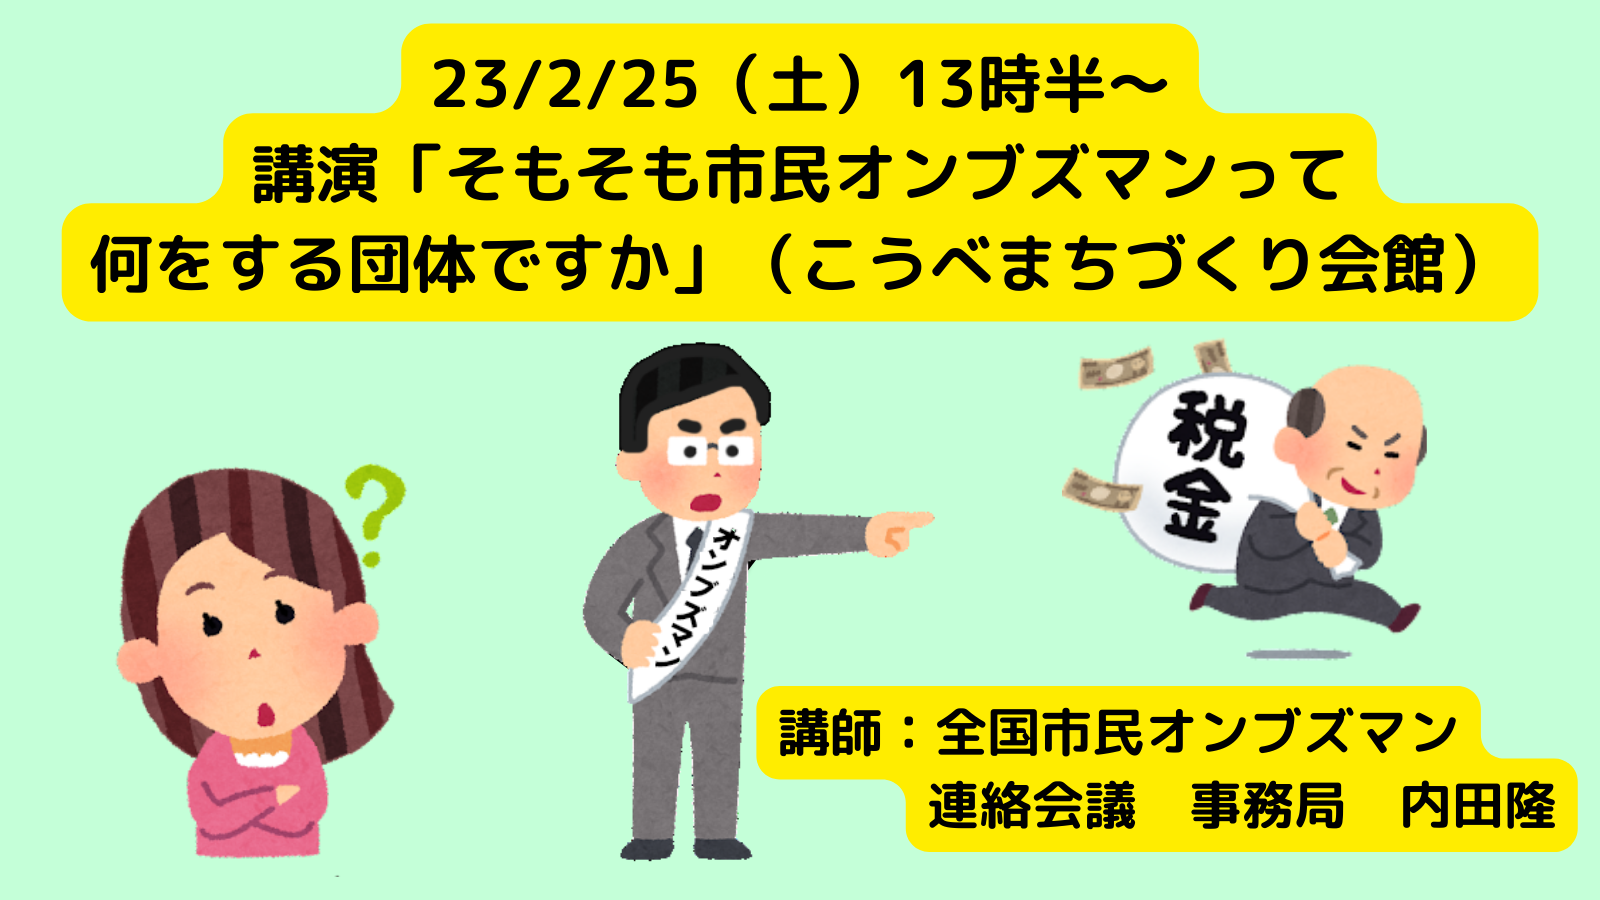 23/2/25（土）13時半～
講演「そもそも市民オンブズマンって
何をする団体ですか」（こうべまちづくり会館）
オンブズマン
税
金
講師：全国市民オンブズマン
連絡会議　事務局　内田隆